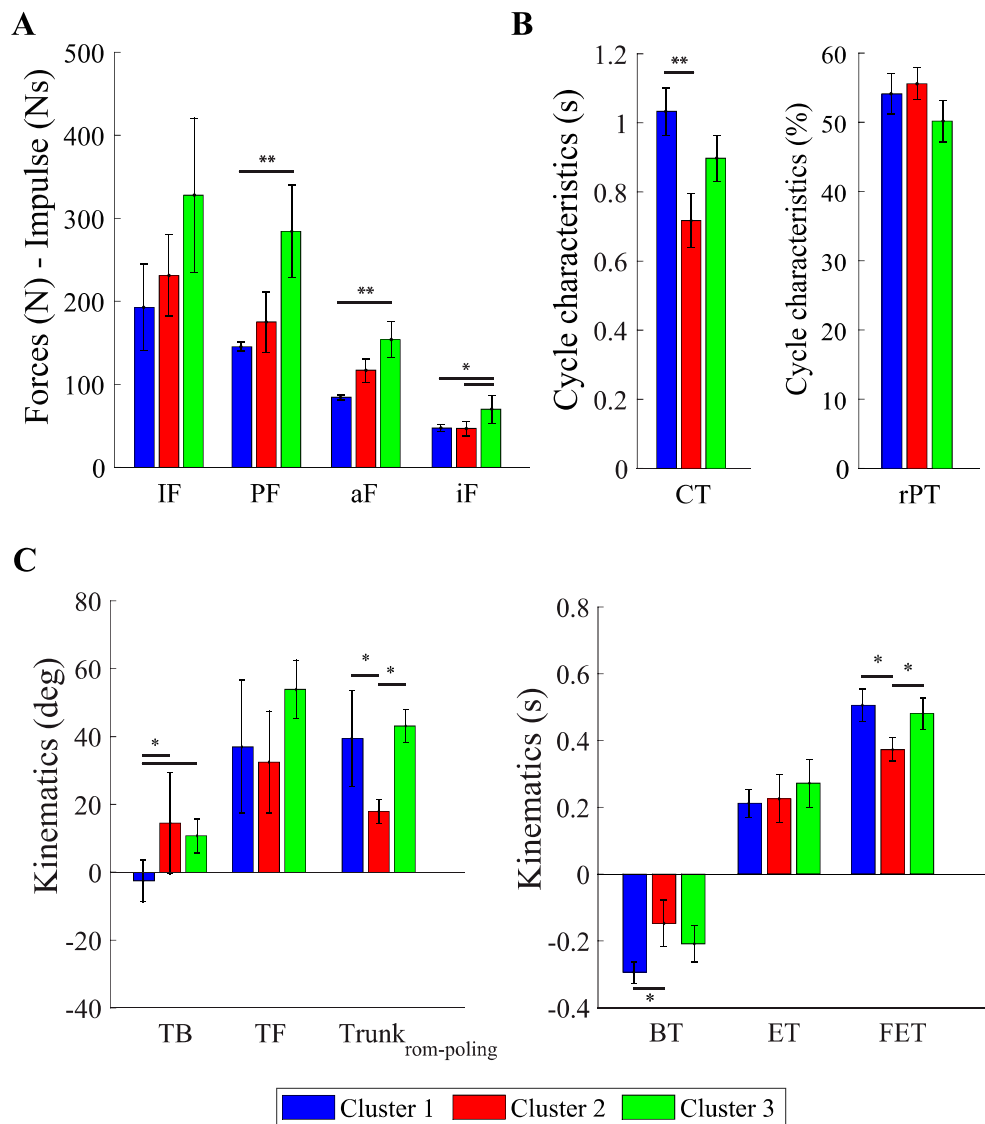 A
Forces (N) - Impulse (Ns)
500
400
300
200
100
0
**
**
*
IF PF aF iF
B
Cycle characteristics (s)
1
0.8
0.6
0.4
0.2
0
**
CT
Cycle characteristics (%)
60
50
40
30
20
10
0
rPT
C
Kinematics (deg)
80
60
40
20
0
-20
-40
*
* *
TB TF Trunk rom-poling
Kinematics (s)
0.8
0.6
0.4
0.2
0
-0.2
-0.4
* *
*
BT ET FET
Cluster 1 Cluster 2 Cluster 3